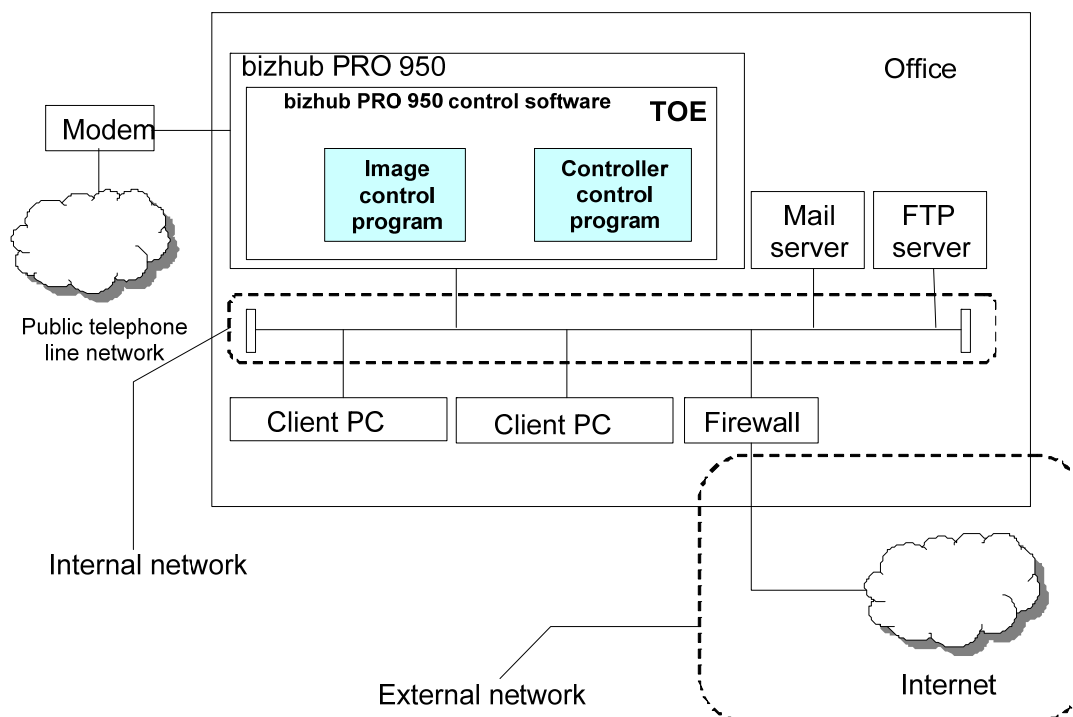 bizhub PRO 950
Office
bizhub PRO 950 control software
TOE
Modem
Image
control
program
Controller
control
program
Mail
server
FTP
server
Public telephone
line network
Client PC
Client PC
Firewall
Internal network
External network
Internet